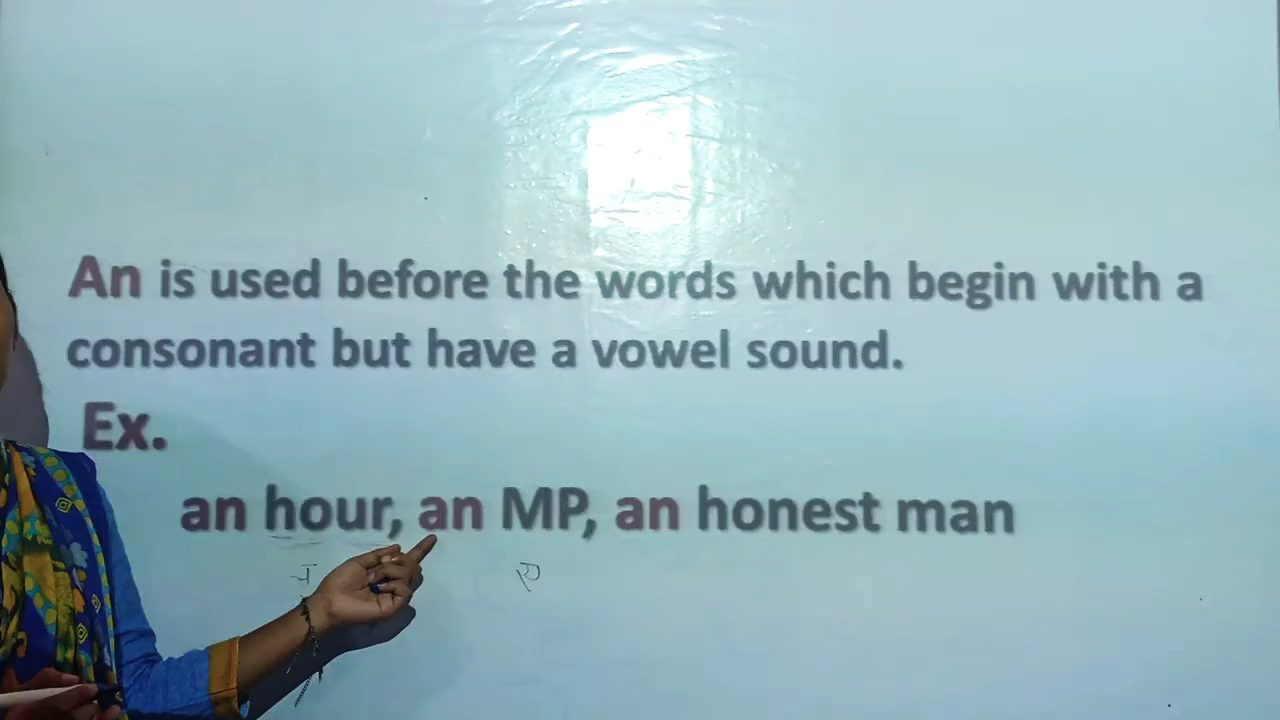 An is used before the words which begin with a
consonant but have a vowel sound.
Ex.
an hour, an MP, an honest man